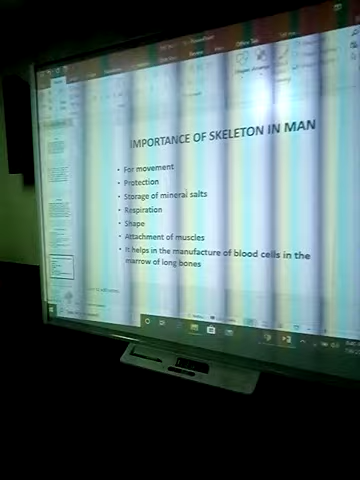 IMPORTANCE OF SKELETON IN MAN
• For movement
• Protection
• Storage of mineral salts
• Respiration
• Shape
• Attachment of muscles
• It helps in the manufacture of blood cells in the
marrow of long bones